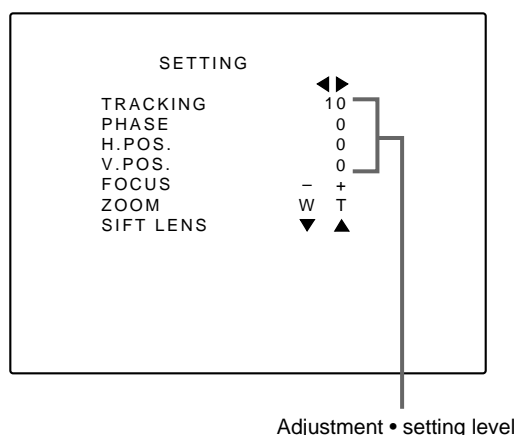 SETTING
◀ ▶
TRACKING 10
PHASE 0
H.POS. 0
V.POS. 0
FOCUS – +
ZOOM W T
SIFT LENS ▼ ▲
Adjustment • setting level